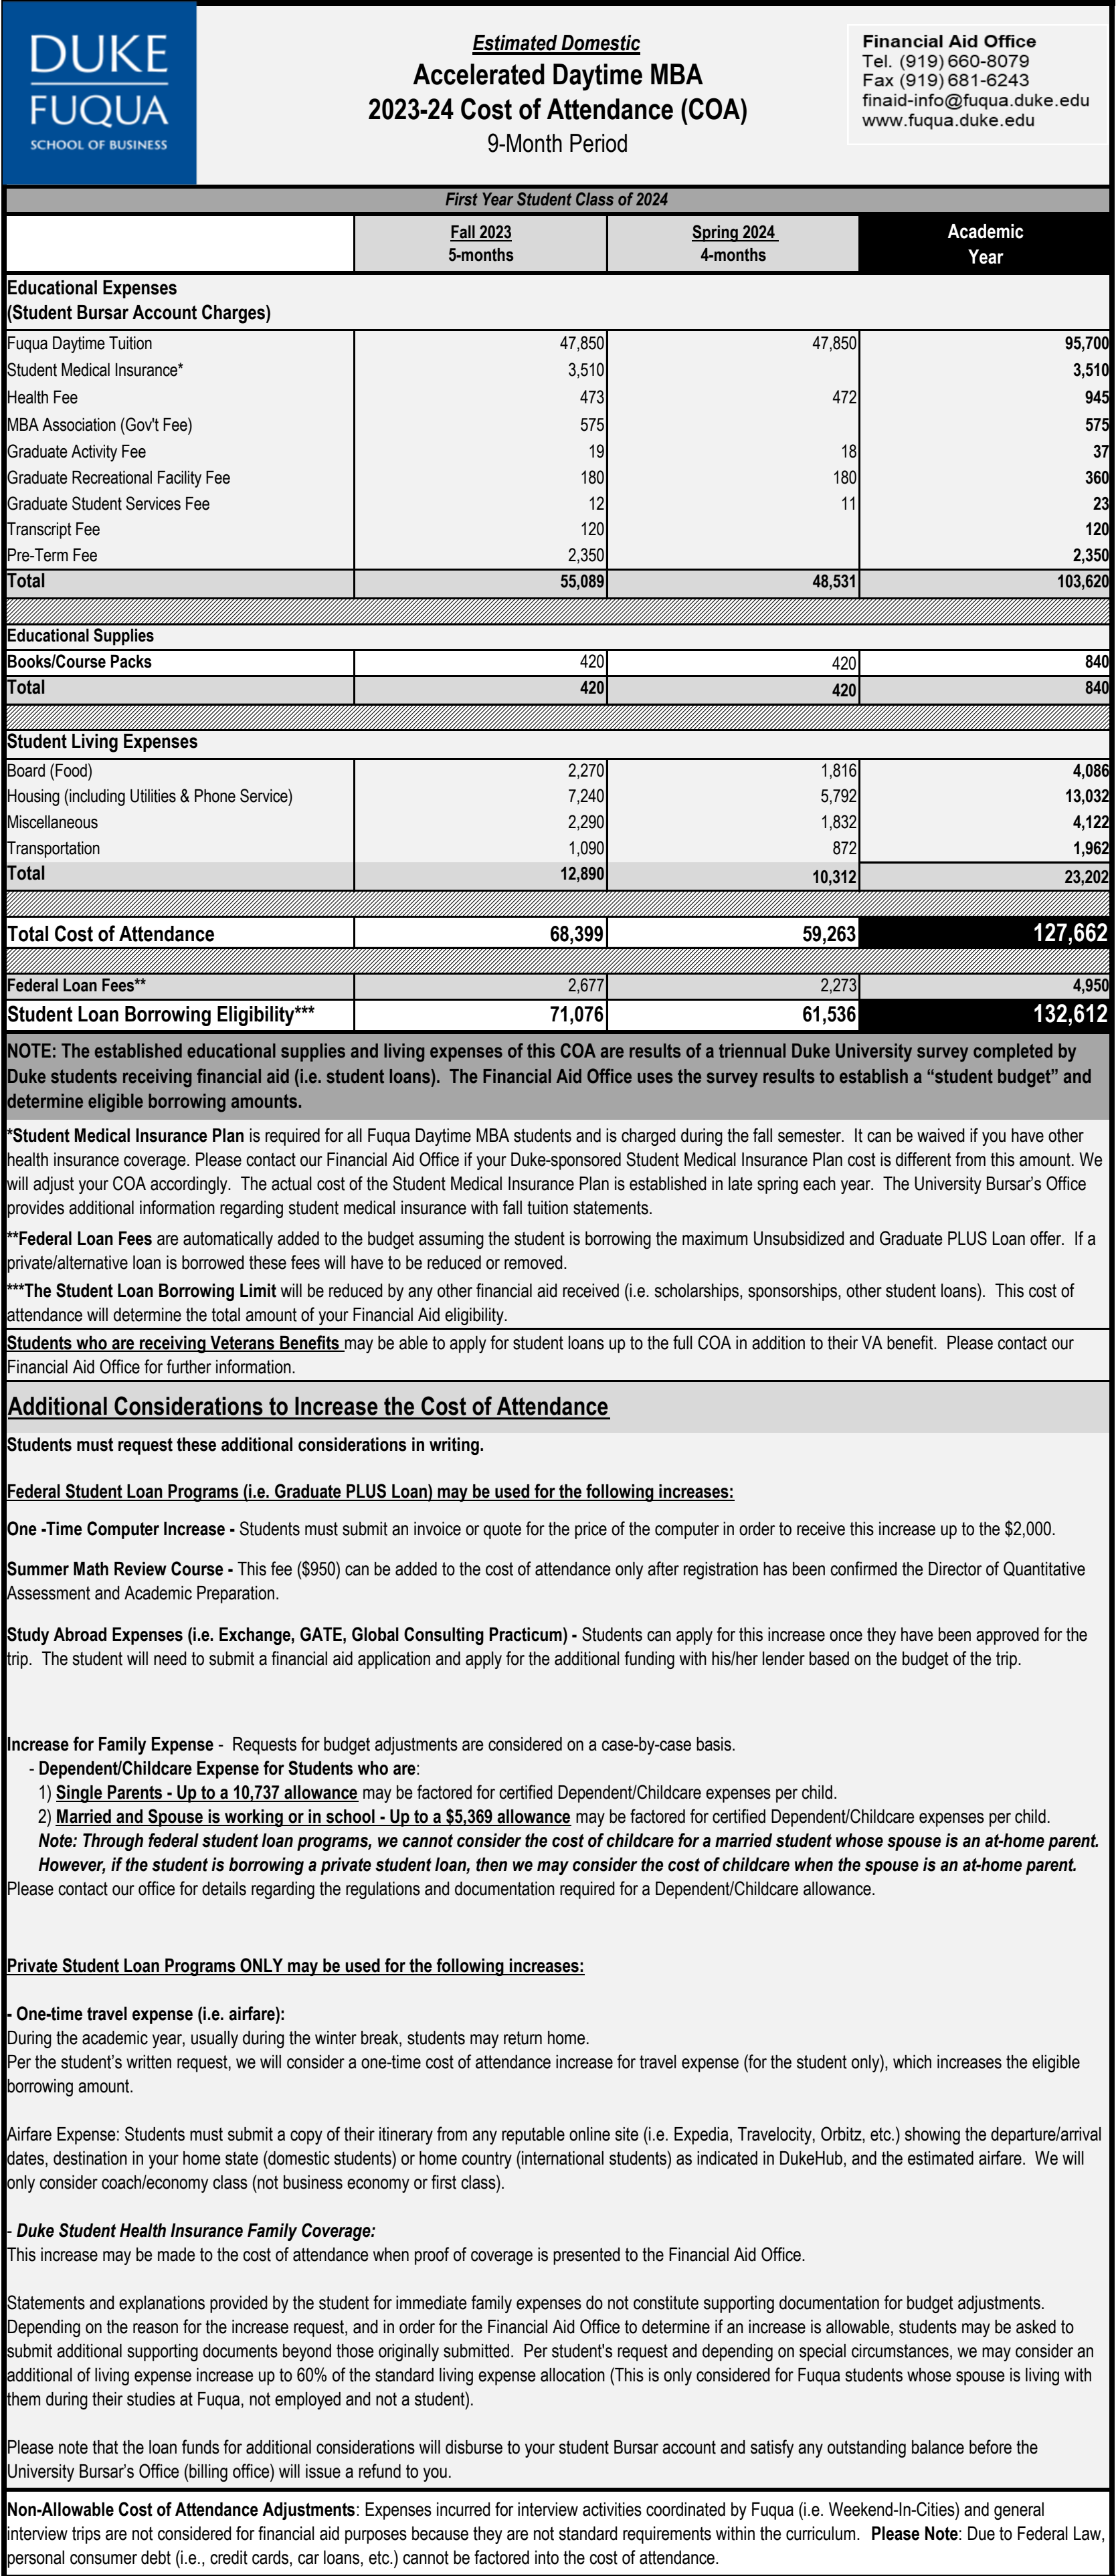 DUKE
FUQUA
SCHOOL OF BUSINESS
Estimated Domestic
Accelerated Daytime MBA
2023-24 Cost of Attendance (COA)
9-Month Period
Financial Aid Office
Tel. (919) 660-8079
Fax (919) 681-6243
finaid-info@fuqua.duke.edu
www.fuqua.duke.edu
First Year Student Class of 2024
Fall 2023 Spring 2024 Academic
5-months 4-months Year
Educational Expenses
(Student Bursar Account Charges)
Fuqua Daytime Tuition 47,850 47,850 95,700
Student Medical Insurance* 3,510 3,510
Health Fee 473 472 945
MBA Association (Gov't Fee) 575 575
Graduate Activity Fee 19 18 37
Graduate Recreational Facility Fee 180 180 360
Graduate Student Services Fee 12 11 23
Transcript Fee 120 120
Pre-Term Fee 2,350 2,350
Total 55,089 48,531 103,620
Educational Supplies
Books/Course Packs 420 420 840
Total 420 420 840
Student Living Expenses
Board (Food) 2,270 1,816 4,086
Housing (including Utilities & Phone Service) 7,240 5,792 13,032
Miscellaneous 2,290 1,832 4,122
Transportation 1,090 872 1,962
Total 12,890 10,312 23,202
Total Cost of Attendance 68,399 59,263 127,662
Federal Loan Fees** 2,677 2,273 4,950
Student Loan Borrowing Eligibility*** 71,076 61,536 132,612
NOTE: The established educational supplies and living expenses of this COA are results of a triennual Duke University survey completed by
Duke students receiving financial aid (i.e. student loans). The Financial Aid Office uses the survey results to establish a “student budget” and
determine eligible borrowing amounts.
*Student Medical Insurance Plan is required for all Fuqua Daytime MBA students and is charged during the fall semester. It can be waived if you have other
health insurance coverage. Please contact our Financial Aid Office if your Duke-sponsored Student Medical Insurance Plan cost is different from this amount. We
will adjust your COA accordingly. The actual cost of the Student Medical Insurance Plan is established in late spring each year. The University Bursar’s Office
provides additional information regarding student medical insurance with fall tuition statements.
**Federal Loan Fees are automatically added to the budget assuming the student is borrowing the maximum Unsubsidized and Graduate PLUS Loan offer. If a
private/alternative loan is borrowed these fees will have to be reduced or removed.
***The Student Loan Borrowing Limit will be reduced by any other financial aid received (i.e. scholarships, sponsorships, other student loans). This cost of
attendance will determine the total amount of your Financial Aid eligibility.
Students who are receiving Veterans Benefits may be able to apply for student loans up to the full COA in addition to their VA benefit. Please contact our
Financial Aid Office for further information.
Additional Considerations to Increase the Cost of Attendance
Students must request these additional considerations in writing.
Federal Student Loan Programs (i.e. Graduate PLUS Loan) may be used for the following increases:
One -Time Computer Increase - Students must submit an invoice or quote for the price of the computer in order to receive this increase up to the $2,000.
Summer Math Review Course - This fee ($950) can be added to the cost of attendance only after registration has been confirmed the Director of Quantitative
Assessment and Academic Preparation.
Study Abroad Expenses (i.e. Exchange, GATE, Global Consulting Practicum) - Students can apply for this increase once they have been approved for the
trip. The student will need to submit a financial aid application and apply for the additional funding with his/her lender based on the budget of the trip.
Increase for Family Expense - Requests for budget adjustments are considered on a case-by-case basis.
- Dependent/Childcare Expense for Students who are:
1) Single Parents - Up to a 10,737 allowance may be factored for certified Dependent/Childcare expenses per child.
2) Married and Spouse is working or in school - Up to a $5,369 allowance may be factored for certified Dependent/Childcare expenses per child.
Note: Through federal student loan programs, we cannot consider the cost of childcare for a married student whose spouse is an at-home parent.
However, if the student is borrowing a private student loan, then we may consider the cost of childcare when the spouse is an at-home parent.
Please contact our office for details regarding the regulations and documentation required for a Dependent/Childcare allowance.
Private Student Loan Programs ONLY may be used for the following increases:
- One-time travel expense (i.e. airfare):
During the academic year, usually during the winter break, students may return home.
Per the student’s written request, we will consider a one-time cost of attendance increase for travel expense (for the student only), which increases the eligible
borrowing amount.
Airfare Expense: Students must submit a copy of their itinerary from any reputable online site (i.e. Expedia, Travelocity, Orbitz, etc.) showing the departure/arrival
dates, destination in your home state (domestic students) or home country (international students) as indicated in DukeHub, and the estimated airfare. We will
only consider coach/economy class (not business economy or first class).
- Duke Student Health Insurance Family Coverage:
This increase may be made to the cost of attendance when proof of coverage is presented to the Financial Aid Office.
Statements and explanations provided by the student for immediate family expenses do not constitute supporting documentation for budget adjustments.
Depending on the reason for the increase request, and in order for the Financial Aid Office to determine if an increase is allowable, students may be asked to
submit additional supporting documents beyond those originally submitted. Per student's request and depending on special circumstances, we may consider an
additional of living expense increase up to 60% of the standard living expense allocation (This is only considered for Fuqua students whose spouse is living with
them during their studies at Fuqua, not employed and not a student).
Please note that the loan funds for additional considerations will disburse to your student Bursar account and satisfy any outstanding balance before the
University Bursar’s Office (billing office) will issue a refund to you.
Non-Allowable Cost of Attendance Adjustments: Expenses incurred for interview activities coordinated by Fuqua (i.e. Weekend-In-Cities) and general
interview trips are not considered for financial aid purposes because they are not standard requirements within the curriculum. Please Note: Due to Federal Law,
personal consumer debt (i.e., credit cards, car loans, etc.) cannot be factored into the cost of attendance.